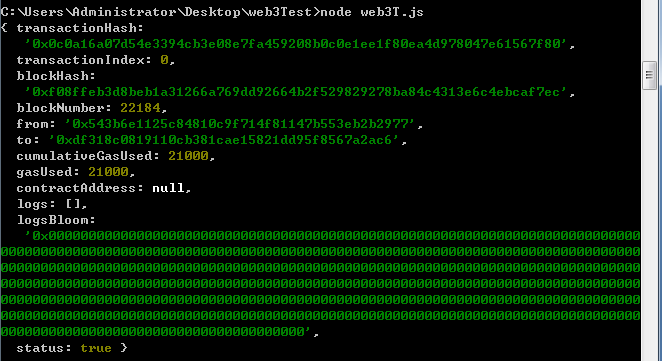 C:\Users\Administrator\Desktop\web3Test>node web3T.js
{ transactionHash:
'0x0c0a16a07d54e3394cb3e08e7fa459208b0c0e1ee1f80ea4d978047e61567f80',
transactionIndex: 0,
blockHash:
'0xf08ffeb3d8beb1a31266a769dd92664b2f529829278ba84c4313e6c4ebcaf7ec',
blockNumber: 22184,
from: '0x543b6e1125c84810c9f714f81147b553eb2b2977',
to: '0xdf318c0819110cb381cae15821dd95f8567a2ac6',
cumulativeGasUsed: 21000,
gasUsed: 21000,
contractAddress: null,
logs: [],
logsBloom:
'0x00000000000000000000000000000000000000000000000000000000000000000000000000
00000000000000000000000000000000000000000000000000000000000000000000000000000000
00000000000000000000000000000000000000000000000000000000000000000000000000000000
00000000000000000000000000000000000000000000000000000000000000000000000000000000
00000000000000000000000000000000000000000000000000000000000000000000000000000000
00000000000000000000000000000000000000000000000000000000000000000000000000000000
00000000000000000000000000000000000000',
status: true }